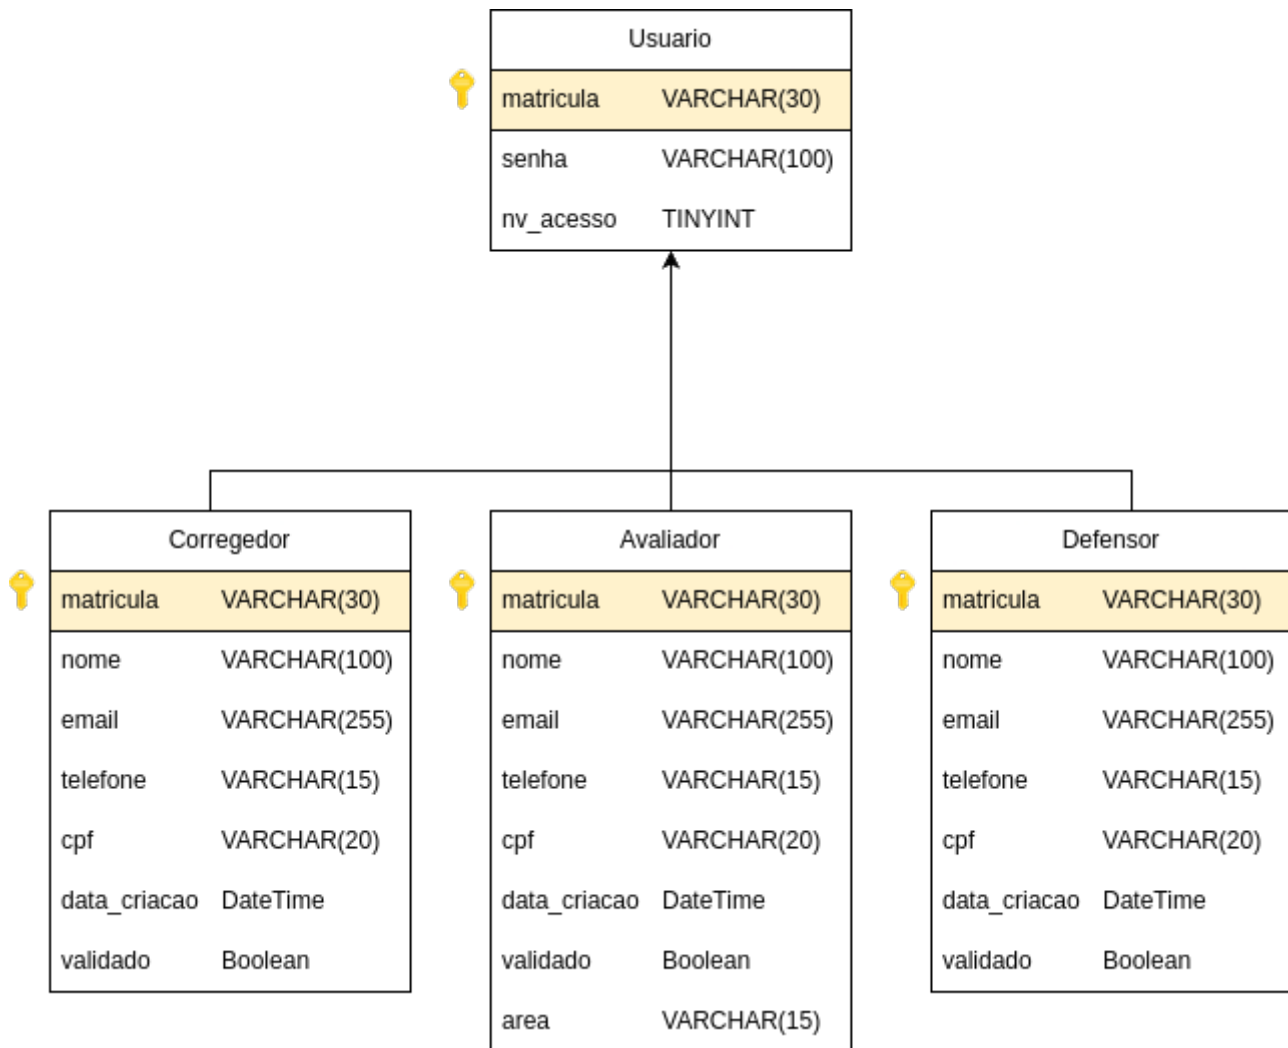 Usuario
matricula VARCHAR(30)
senha VARCHAR(100)
nv_acesso TINYINT
Corregedor
matricula VARCHAR(30)
nome VARCHAR(100)
email VARCHAR(255)
telefone VARCHAR(15)
cpf VARCHAR(20)
data_criacao DateTime
validado Boolean
Avaliador
matricula VARCHAR(30)
nome VARCHAR(100)
email VARCHAR(255)
telefone VARCHAR(15)
cpf VARCHAR(20)
data_criacao DateTime
validado Boolean
area VARCHAR(15)
Defensor
matricula VARCHAR(30)
nome VARCHAR(100)
email VARCHAR(255)
telefone VARCHAR(15)
cpf VARCHAR(20)
data_criacao DateTime
validado Boolean